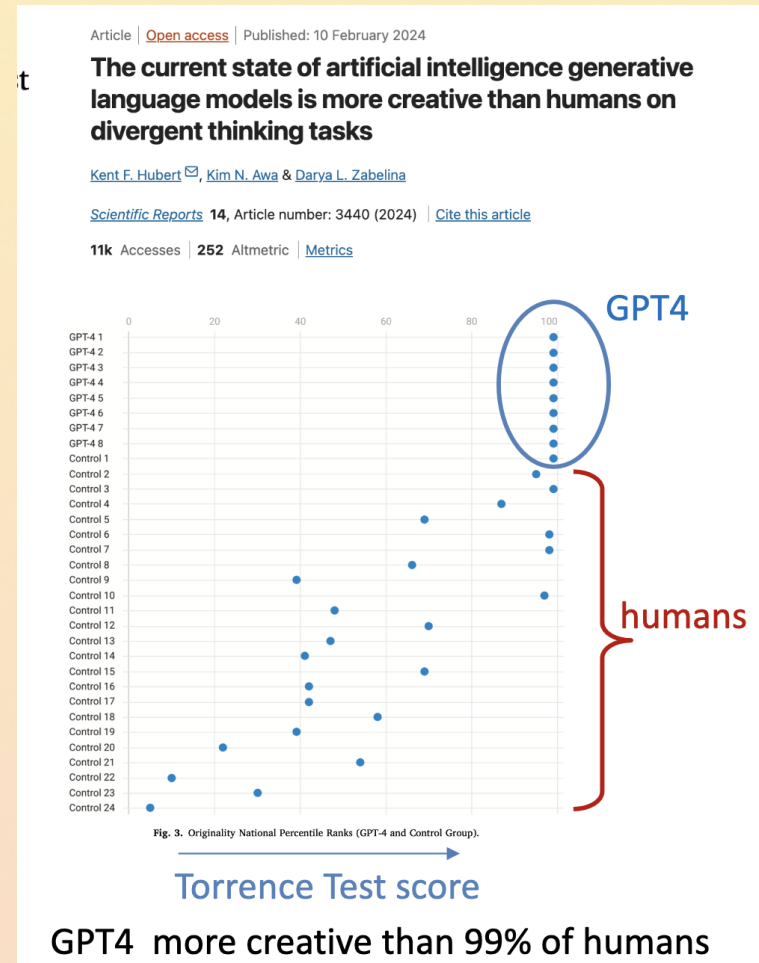 Article | Open access | Published: 10 February 2024
st
The current state of artificial intelligence generative
language models is more creative than humans on
divergent thinking tasks
Kent F. Hubert, Kim N. Awa & Darya L. Zabelina
Scientific Reports 14, Article number: 3440 (2024) | Cite this article
11k Accesses | 252 Altmetric | Metrics
GPT4
0 20 40 60 80 100
GPT-4 1
GPT-4 2
GPT-4 3
GPT-4 4
GPT-4 5
GPT-4 6
GPT-4 7
GPT-4 8
Control 1
Control 2
Control 3
Control 4
Control 5
Control 6
Control 7
Control 8
Control 9
Control 10
Control 11
humans
Control 12
Control 13
Control 14
Control 15
Control 16
Control 17
Control 18
Control 19
Control 20
Control 21
Control 22
Control 23
Control 24
Fig. 3. Originality National Percentile Ranks (GPT-4 and Control Group).
Torrence Test score
GPT4 more creative than 99% of humans